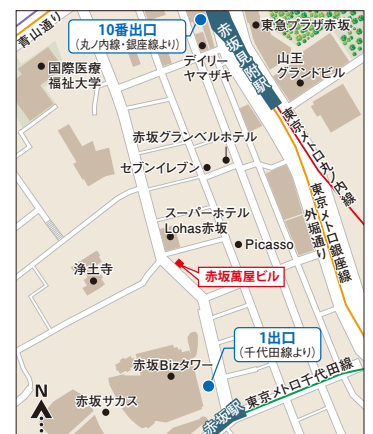 青山通り
10番出口
(丸ノ内線・銀座線より)
赤坂見附駅
東急プラザ赤坂
デイリー
ヤマザキ
山王
グランドビル
国際医療
福祉大学
赤坂グランベルホテル
セブンイレブン
東京メトロ丸ノ内線
東京メトロ銀座線
外堀通り
スーパーホテル
Lohas赤坂
Picasso
浄土寺
赤坂萬屋ビル
1出口
(千代田線より)
赤坂Bizタワー
赤坂サカス
赤坂駅
東京メトロ千代田線
N